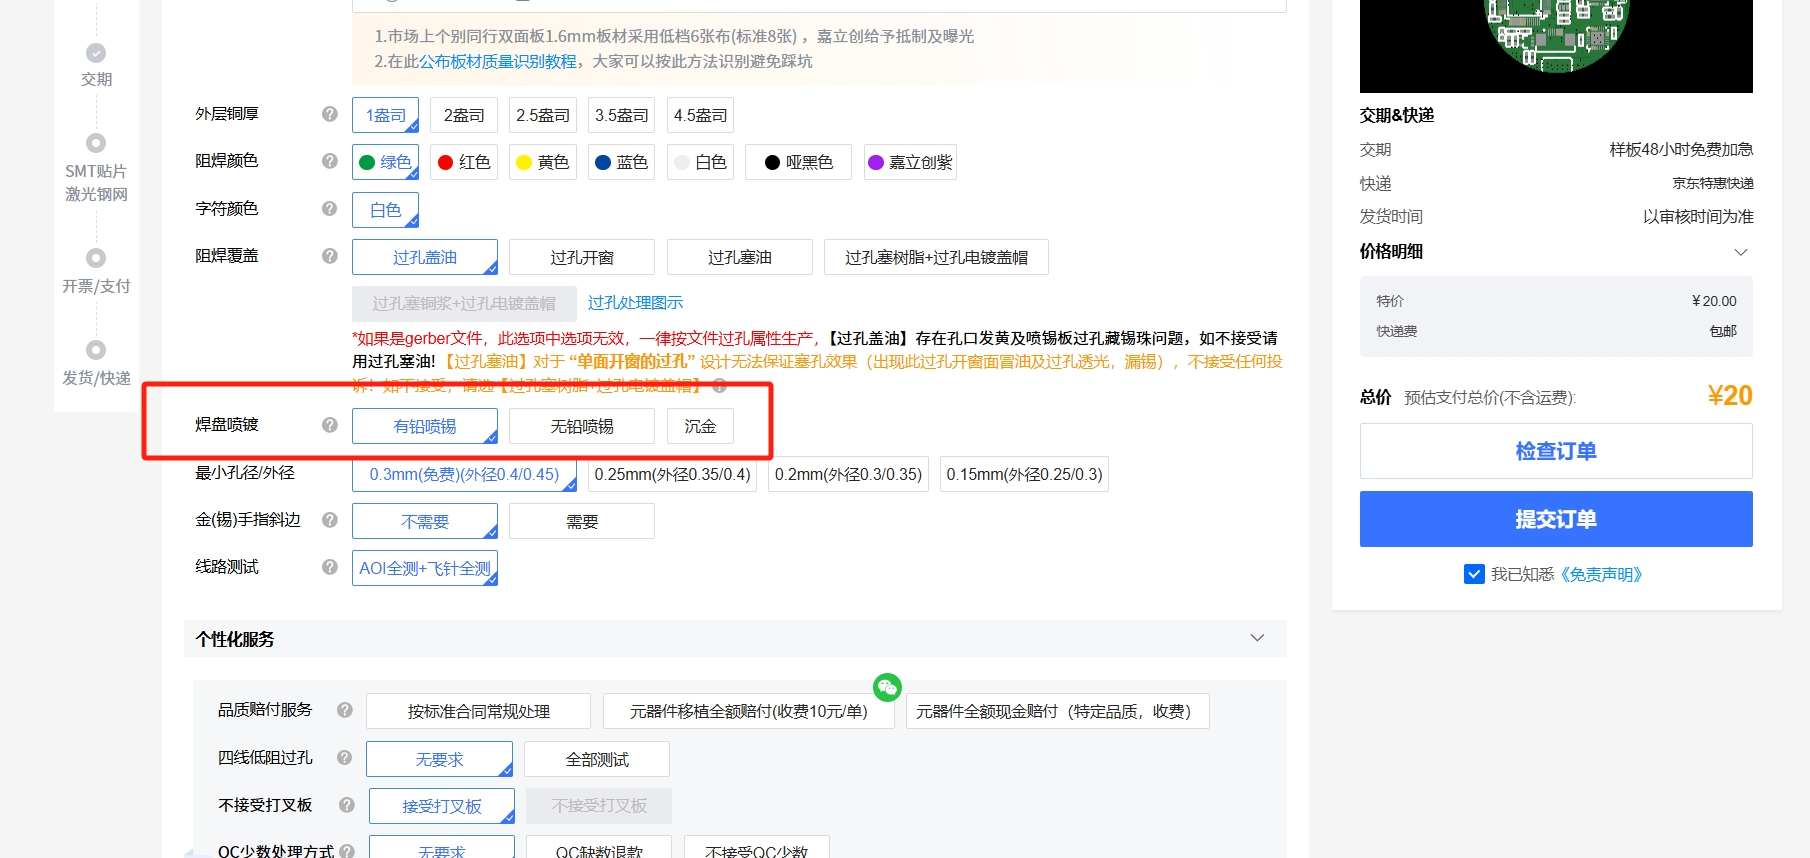 1.市场上个别同行双面板1.6mm板材采用低档6张布(标准8张) ，嘉立创给予抵制及曝光
2.在此公布板材质量识别教程，大家可以按此方法识别避免踩坑
交期
SMT贴片
激光钢网
开票/支付
发货/快递
外层铜厚 1盎司 2盎司 2.5盎司 3.5盎司 4.5盎司
阻焊颜色 绿色 红色 黄色 蓝色 白色 哑黑色 嘉立创紫
字符颜色 白色
阻焊覆盖 过孔盖油 过孔开窗 过孔塞油 过孔塞树脂+过孔电镀盖帽
过孔塞铜浆+过孔电镀盖帽 过孔处理图示
*如果是gerber文件，此选项中选项无效，一律按文件过孔属性生产，【过孔盖油】存在孔口发黄及喷锡板过孔藏锡珠问题，如不接受请
用过孔塞油!【过孔塞油】对于 “单面开窗的过孔” 设计无法保证塞孔效果（出现此过孔开窗面冒油及过孔透光，漏锡），不接受任何投
诉！如不接受，请选【过孔塞树脂+过孔电镀盖帽】
焊盘喷镀 有铅喷锡 无铅喷锡 沉金
最小孔径/外径 0.3mm(免费)(外径0.4/0.45) 0.25mm(外径0.35/0.4) 0.2mm(外径0.3/0.35) 0.15mm(外径0.25/0.3)
金(锡)手指斜边 不需要 需要
线路测试 AOI全测+飞针全测
个性化服务
品质赔付服务 按标准合同常规处理 元器件移植全额赔付(收费10元/单) 元器件全额现金赔付（特定品质，收费）
四线低阻过孔 无要求 全部测试
不接受打叉板 接受打叉板 不接受打叉板
QC少数处理方式 无要求 QC缺数退款 不接受QC少数
交期&快递
交期 样板48小时免费加急
快递 京东特惠快递
发货时间 以审核时间为准
价格明细
特价 ¥20.00
快递费 包邮
总价 预估支付总价(不含运费): ¥20
检查订单
提交订单
我已知悉《免责声明》